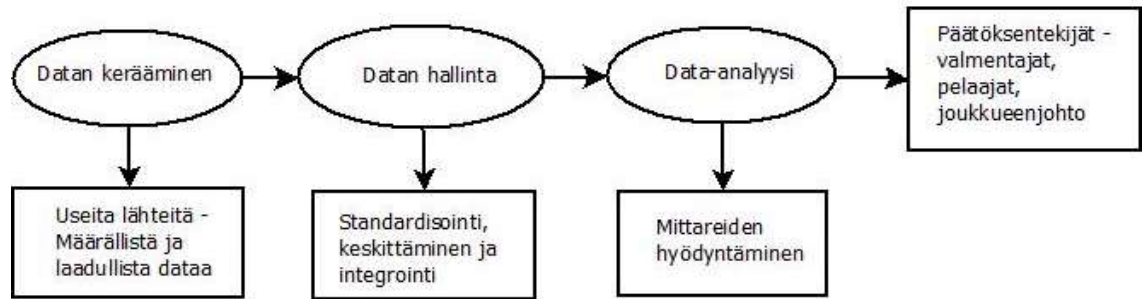 Datan kerääminen
Datan hallinta
Data-analyysi
Päätöksentekijät -
valmentajat,
pelaajat,
joukkueenjohto
Useita lähteitä -
Määrällistä ja
laadullista dataa
Standardisointi,
keskittäminen ja
integrointi
Mittareiden
hyödyntäminen